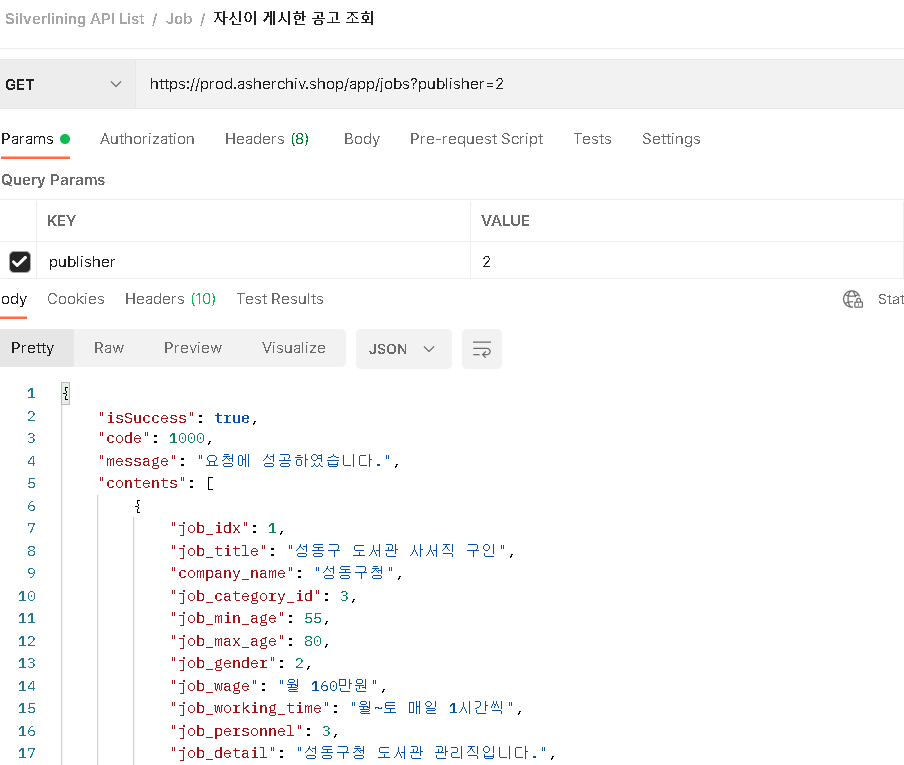 Silverlining API List / Job / 자신이 게시한 공고 조회
GET https://prod.asherchiv.shop/app/jobs?publisher=2
Params Authorization Headers (8) Body Pre-request Script Tests Settings
Query Params
KEY VALUE
publisher 2
ody Cookies Headers (10) Test Results Stat
Pretty Raw Preview Visualize JSON
1 {
2 "isSuccess": true,
3 "code": 1000,
4 "message": "요청에 성공하였습니다.",
5 "contents": [
6 {
7 "job_idx": 1,
8 "job_title": "성동구 도서관 사서직 구인",
9 "company_name": "성동구청",
10 "job_category_id": 3,
11 "job_min_age": 55,
12 "job_max_age": 80,
13 "job_gender": 2,
14 "job_wage": "월 160만원",
15 "job_working_time": "월~토 매일 1시간씩",
16 "job_personnel": 3,
17 "job_detail": "성동구청 도서관 관리직입니다.",